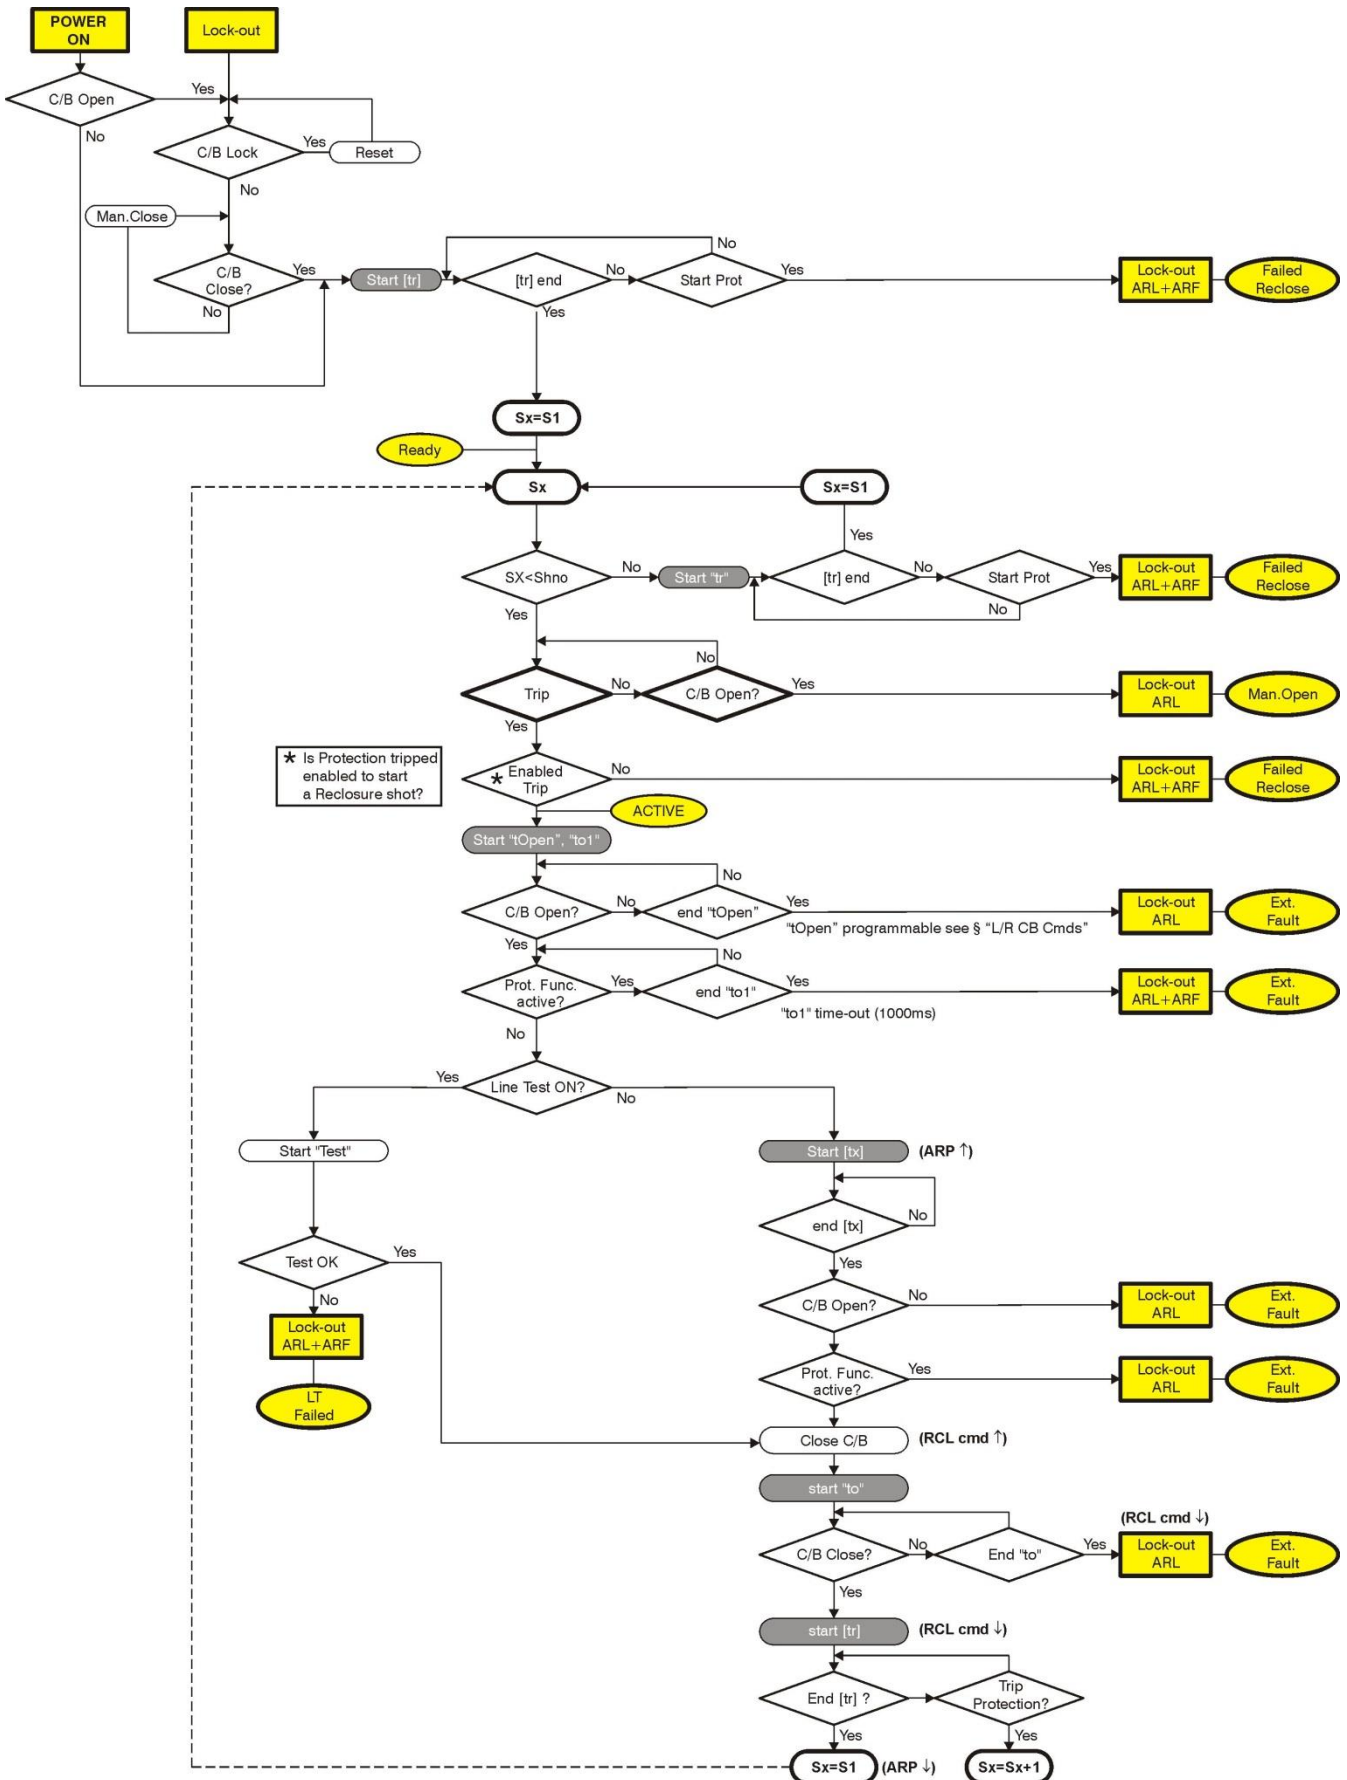 POWER
ON
Lock-out
C/B Open
Yes
No
C/B Lock
Yes
Reset
No
Man.Close
C/B
Close?
Yes
No
Start [tr]
[tr] end
No
Yes
Start Prot
No
Yes
Lock-out
ARL+ARF
Failed
Reclose
Sx=S1
Ready
Sx
Sx=S1
Yes
SX<Shno
No
Yes
Start "tr"
[tr] end
No
Start Prot
Yes
No
Lock-out
ARL+ARF
Failed
Reclose
Trip
No
Yes
C/B Open?
No
Yes
Lock-out
ARL
Man.Open
* Is Protection tripped
enabled to start
a Reclosure shot?
* Enabled
Trip
No
Lock-out
ARL+ARF
Failed
Reclose
ACTIVE
Start "tOpen", "to1"
C/B Open?
No
Yes
end "tOpen"
No
Yes
"tOpen" programmable see § "L/R CB Cmds"
Lock-out
ARL
Ext.
Fault
Prot. Func.
active?
Yes
No
end "to1"
No
Yes
"to1" time-out (1000ms)
Lock-out
ARL+ARF
Ext.
Fault
Line Test ON?
Yes
No
Start "Test"
Start [tx]
(ARP ↑)
end [tx]
No
Yes
Test OK
Yes
No
Lock-out
ARL+ARF
LT
Failed
C/B Open?
No
Lock-out
ARL
Ext.
Fault
Prot. Func.
active?
Yes
Lock-out
ARL
Ext.
Fault
Close C/B
(RCL cmd ↑)
start "to"
C/B Close?
No
Yes
End "to"
Yes
(RCL cmd ↓)
Lock-out
ARL
Ext.
Fault
start [tr]
(RCL cmd ↓)
End [tr] ?
Yes
Trip
Protection?
Yes
Sx=S1
(ARP ↓)
Sx=Sx+1